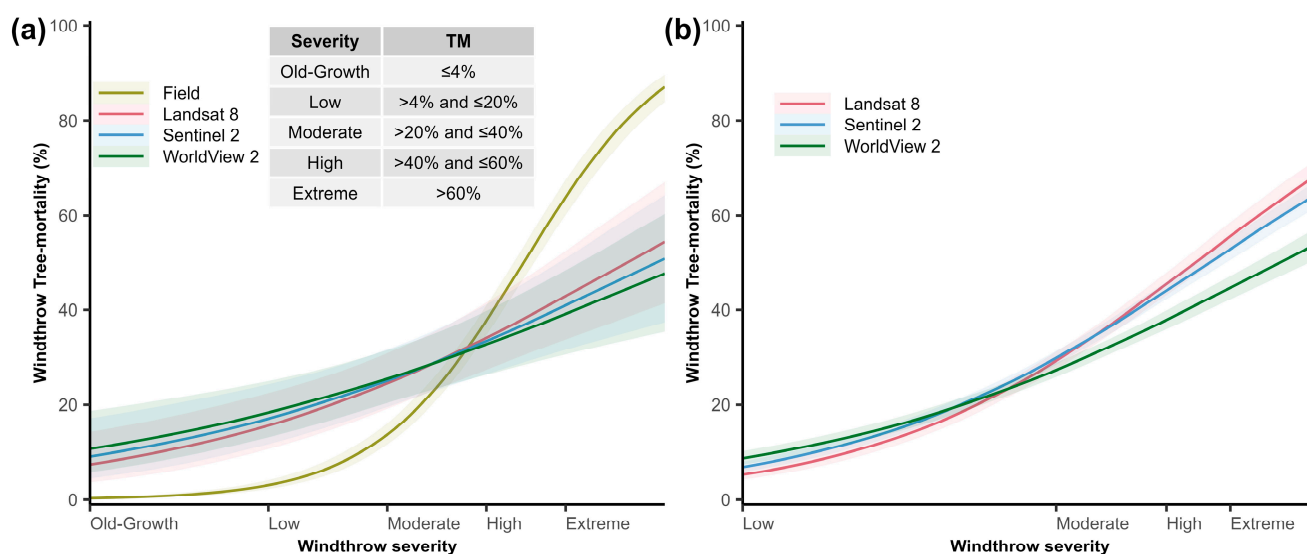 (a)
Windthrow Tree-mortality (%)
100
80
60
40
20
0
Field
Landsat 8
Sentinel 2
WorldView 2
Severity TM
Old-Growth ≤4%
Low >4% and ≤20%
Moderate >20% and ≤40%
High >40% and ≤60%
Extreme >60%
Old-Growth Low Moderate High Extreme
Windthrow severity
(b)
Windthrow Tree-mortality (%)
100
80
60
40
20
0
Landsat 8
Sentinel 2
WorldView 2
Low Moderate High Extreme
Windthrow severity